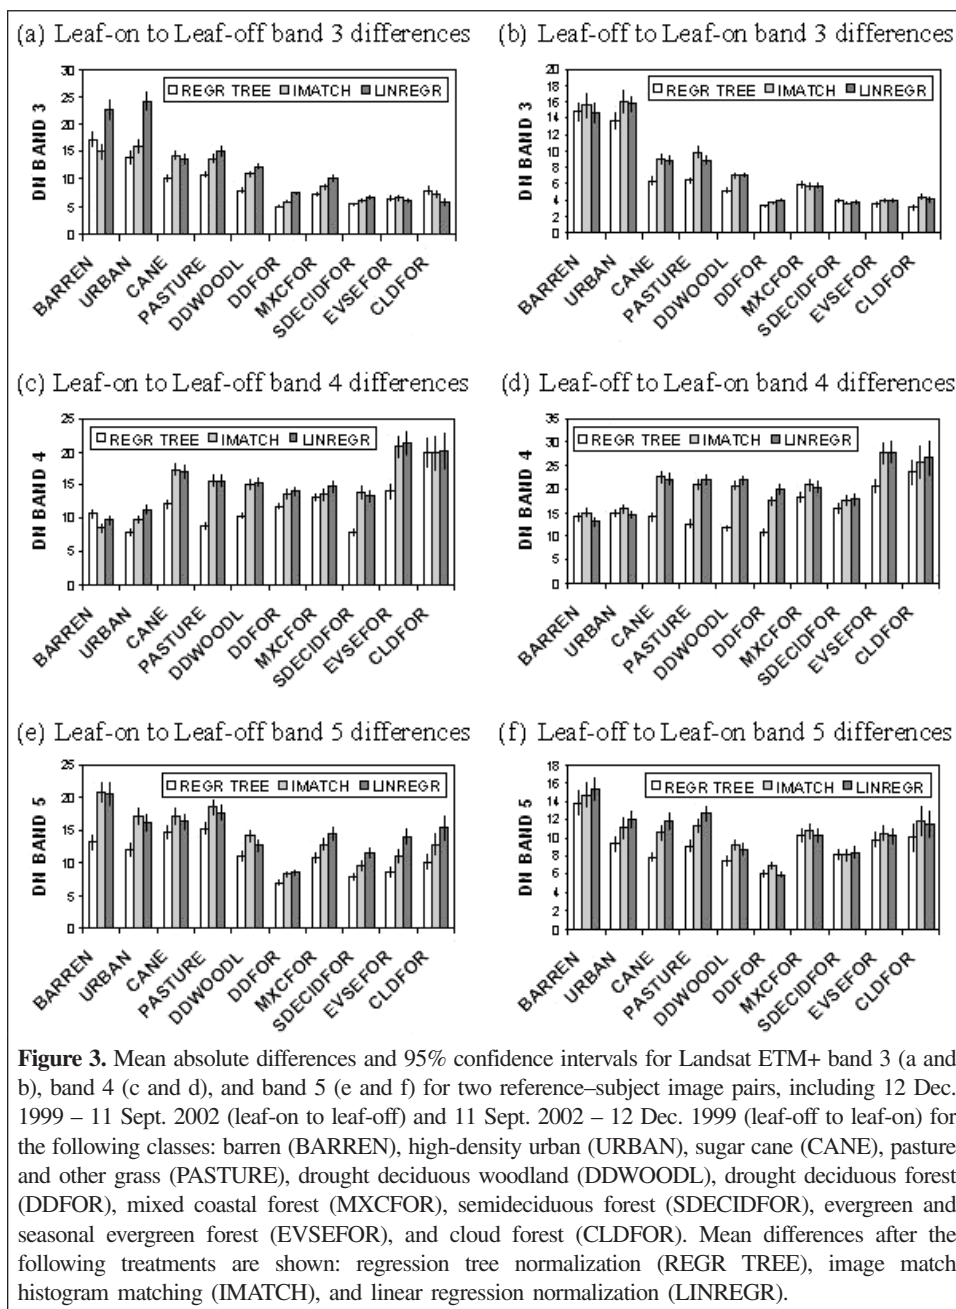 (a) Leaf-on to Leaf-off band 3 differences
30
25
20
15
10
5
0
DN BAND 3
REGR TREE IMATCH LINREGR
BARREN
URBAN
CANE
PASTURE
DDWOODL
DDFOR
MXCFOR
SDECIDFOR
EVSEFOR
CLDFOR
(b) Leaf-off to Leaf-on band 3 differences
20
18
16
14
12
10
8
6
4
2
0
DN BAND 3
REGR TREE IMATCH LINREGR
BARREN
URBAN
CANE
PASTURE
DDWOODL
DDFOR
MXCFOR
SDECIDFOR
EVSEFOR
CLDFOR
(c) Leaf-on to Leaf-off band 4 differences
25
20
15
10
5
0
DN BAND 4
REGR TREE IMATCH LINREGR
BARREN
URBAN
CANE
PASTURE
DDWOODL
DDFOR
MXCFOR
SDECIDFOR
EVSEFOR
CLDFOR
(d) Leaf-off to Leaf-on band 4 differences
35
30
25
20
15
10
5
0
DN BAND 4
REGR TREE IMATCH LINREGR
BARREN
URBAN
CANE
PASTURE
DDWOODL
DDFOR
MXCFOR
SDECIDFOR
EVSEFOR
CLDFOR
(e) Leaf-on to Leaf-off band 5 differences
25
20
15
10
5
0
DN BAND 5
REGR TREE IMATCH LINREGR
BARREN
URBAN
CANE
PASTURE
DDWOODL
DDFOR
MXCFOR
SDECIDFOR
EVSEFOR
CLDFOR
(f) Leaf-off to Leaf-on band 5 differences
18
16
14
12
10
8
6
4
2
0
DN BAND 5
REGR TREE IMATCH LINREGR
BARREN
URBAN
CANE
PASTURE
DDWOODL
DDFOR
MXCFOR
SDECIDFOR
EVSEFOR
CLDFOR
Figure 3. Mean absolute differences and 95% confidence intervals for Landsat ETM+ band 3 (a and
b), band 4 (c and d), and band 5 (e and f) for two reference–subject image pairs, including 12 Dec.
1999 – 11 Sept. 2002 (leaf-on to leaf-off) and 11 Sept. 2002 – 12 Dec. 1999 (leaf-off to leaf-on) for
the following classes: barren (BARREN), high-density urban (URBAN), sugar cane (CANE), pasture
and other grass (PASTURE), drought deciduous woodland (DDWOODL), drought deciduous forest
(DDFOR), mixed coastal forest (MXCFOR), semideciduous forest (SDECIDFOR), evergreen and
seasonal evergreen forest (EVSEFOR), and cloud forest (CLDFOR). Mean differences after the
following treatments are shown: regression tree normalization (REGR TREE), image match
histogram matching (IMATCH), and linear regression normalization (LINREGR).